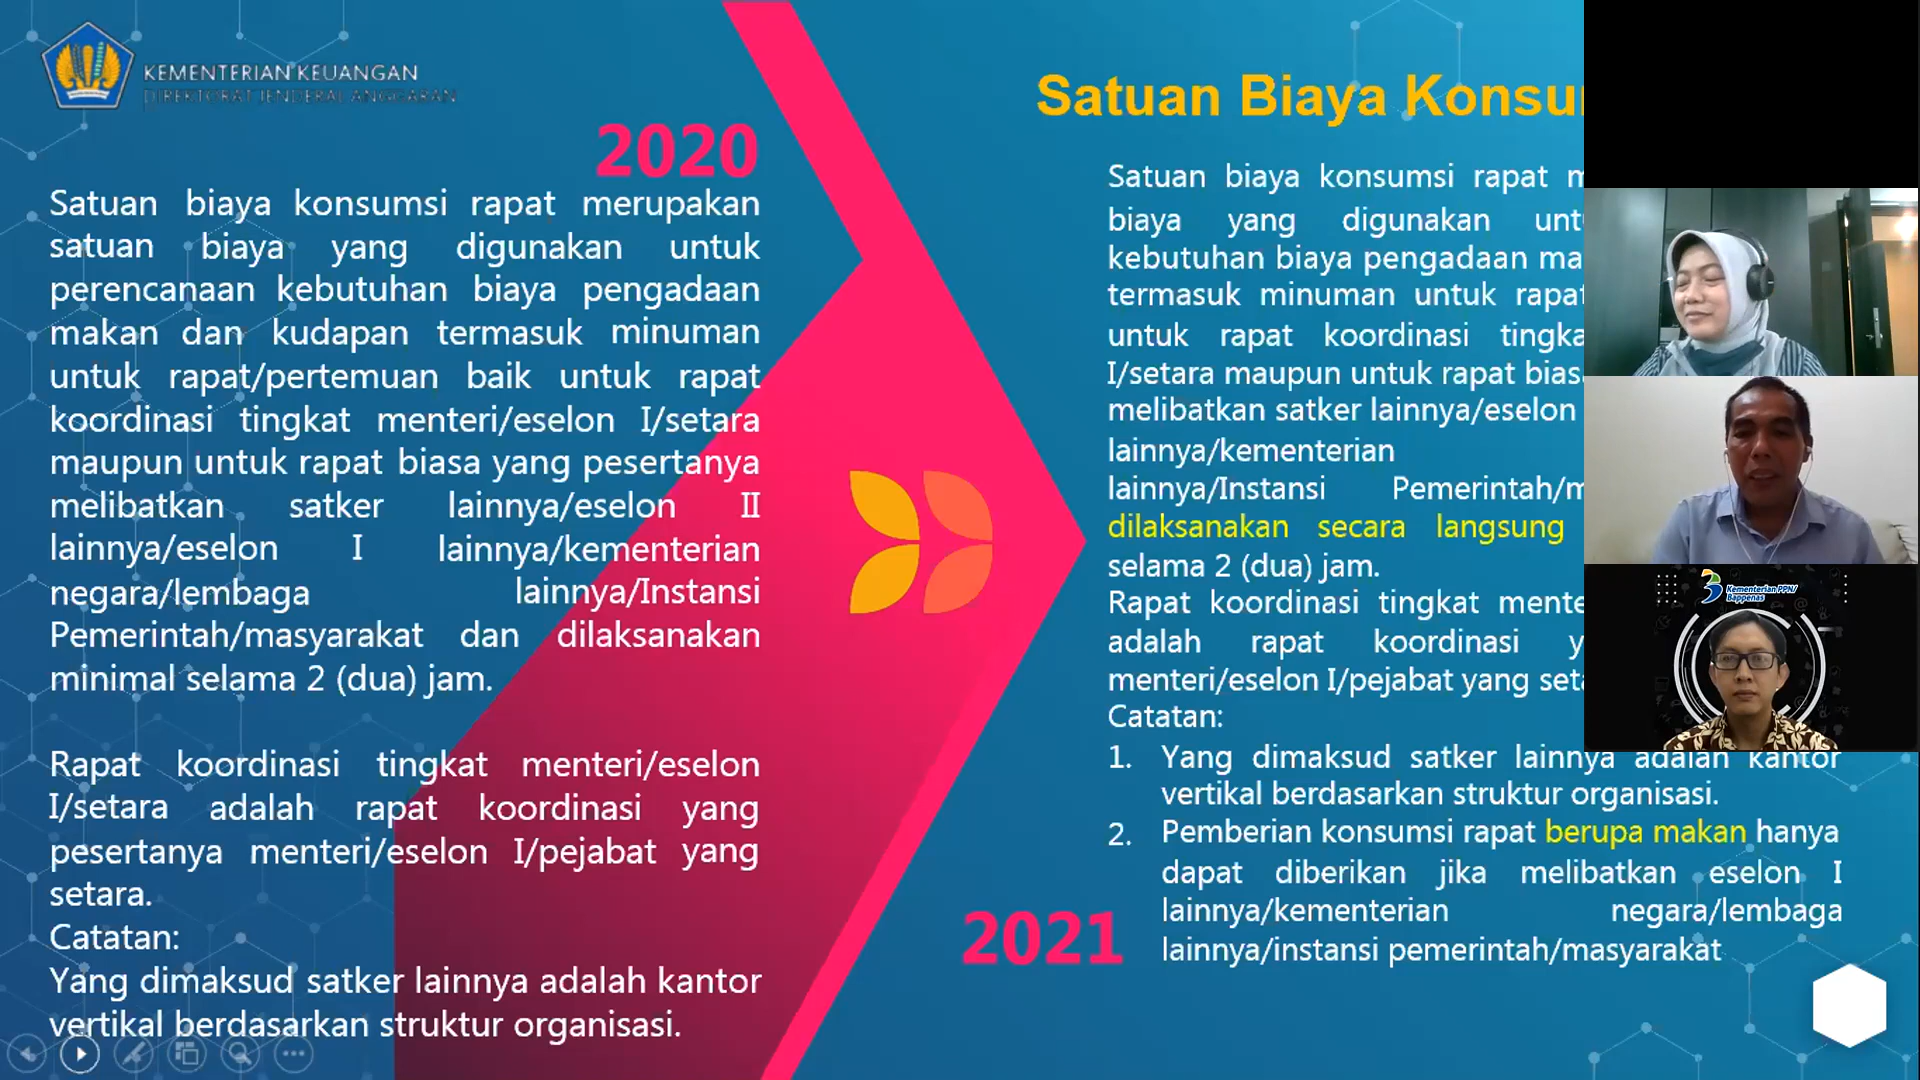 KEMENTERIAN KEUANGAN
DIREKTORAT JENDERAL ANGGARAN
2020
Satuan biaya konsumsi rapat merupakan
satuan biaya yang digunakan untuk
perencanaan kebutuhan biaya pengadaan
makan dan kudapan termasuk minuman
untuk rapat/pertemuan baik untuk rapat
koordinasi tingkat menteri/eselon I/setara
maupun untuk rapat biasa yang pesertanya
melibatkan satker lainnya/eselon II
lainnya/eselon I lainnya/kementerian
negara/lembaga lainnya/Instansi
Pemerintah/masyarakat dan dilaksanakan
minimal selama 2 (dua) jam.
Rapat koordinasi tingkat menteri/eselon
I/setara adalah rapat koordinasi yang
pesertanya menteri/eselon I/pejabat yang
setara.
Catatan:
Yang dimaksud satker lainnya adalah kantor
vertikal berdasarkan struktur organisasi.
Satuan Biaya
Satuan biaya konsumsi rapat
biaya yang digunakan
kebutuhan biaya pengadaan
termasuk minuman untuk
untuk rapat koordinasi
I/setara maupun untuk rapat
melibatkan satker lainnya/eselon
lainnya/kementerian
lainnya/Instansi
dilaksanakan secara langsung
selama 2 (dua) jam.
Rapat koordinasi tingkat
adalah rapat koordinasi
menteri/eselon I/pejabat yang
Catatan:
1. Yang dimaksud satker lainnya adalah kantor
vertikal berdasarkan struktur organisasi.
2. Pemberian konsumsi rapat berupa makan hanya
dapat diberikan jika melibatkan eselon I
lainnya/kementerian negara/lembaga
lainnya/instansi pemerintah/masyarakat
2021
Kementerian PPN/
Bappenas